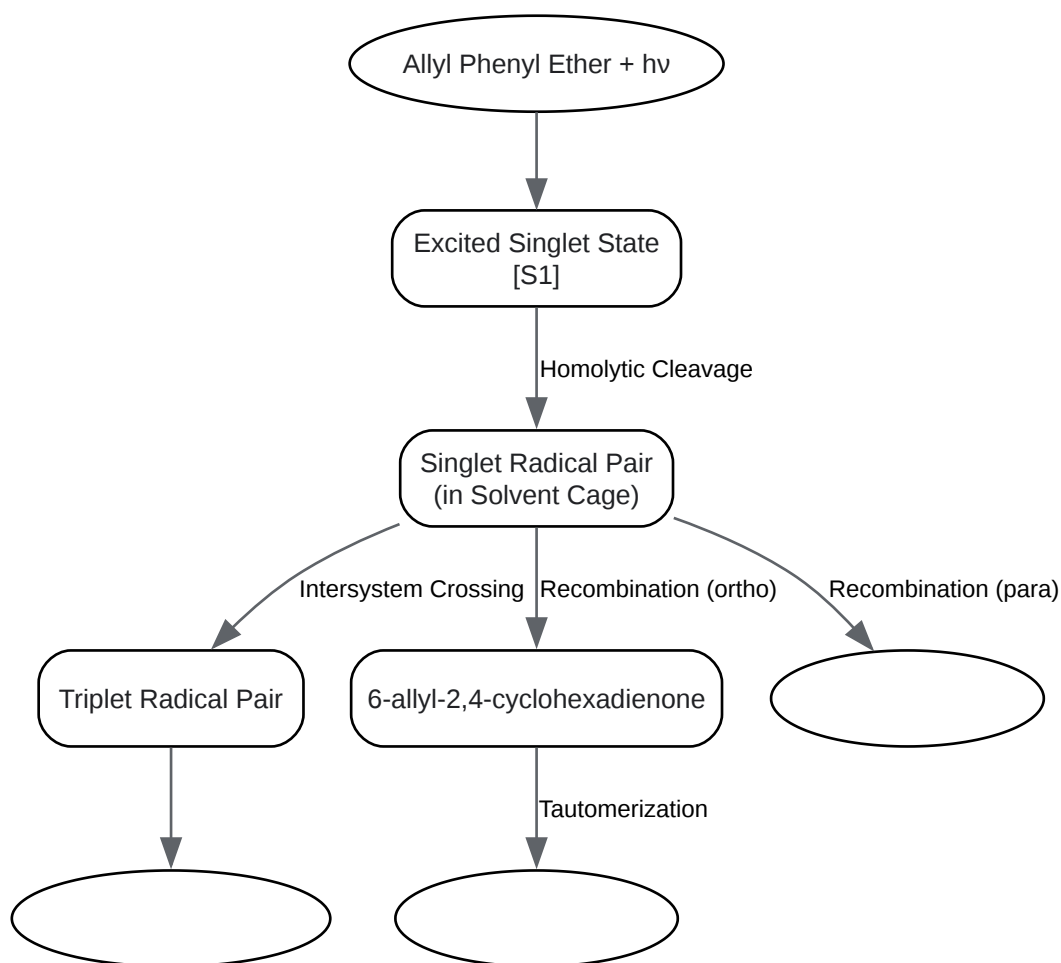 Allyl Phenyl Ether + hν
Excited Singlet State
[S1]
Homolytic Cleavage
Singlet Radical Pair
(in Solvent Cage)
Intersystem Crossing
Recombination (ortho)
Recombination (para)
Triplet Radical Pair
6-allyl-2,4-cyclohexadienone
Tautomerization